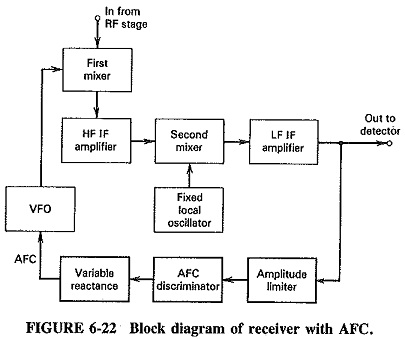 In from
RF stage
First
mixer
HF IF
amplifier
Second
mixer
LF IF
amplifier
Out to
detector
Fixed
local
oscillator
VFO
AFC
Variable
reactance
AFC
discriminator
Amplitude
limiter
FIGURE 6-22 Block diagram of receiver with AFC.